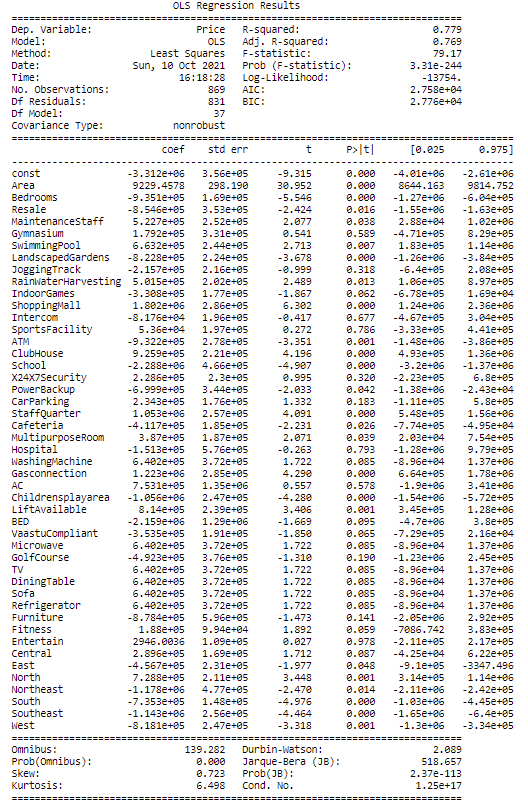 OLS Regression Results
==============================================================================
Dep. Variable: Price R-squared: 0.779
Model: OLS Adj. R-squared: 0.769
Method: Least Squares F-statistic: 79.17
Date: Sun, 10 Oct 2021 Prob (F-statistic): 3.31e-244
Time: 16:18:28 Log-Likelihood: -13754.
No. Observations: 869 AIC: 2.758e+04
Df Residuals: 831 BIC: 2.776e+04
Df Model: 37
Covariance Type: nonrobust
==============================================================================
coef std err t P>|t| [0.025 0.975]
------------------------------------------------------------------------------
const -3.312e+06 3.56e+05 -9.315 0.000 -4.01e+06 -2.61e+06
Area 9229.4578 298.190 30.952 0.000 8644.163 9814.752
Bedrooms -9.351e+05 1.69e+05 -5.546 0.000 -1.27e+06 -6.04e+05
Resale -8.546e+05 3.53e+05 -2.424 0.016 -1.55e+06 -1.63e+05
MaintenanceStaff 5.227e+05 2.52e+05 2.077 0.038 2.88e+04 1.02e+06
Gymnasium 1.792e+05 3.31e+05 0.541 0.589 -4.71e+05 8.29e+05
SwimmingPool 6.632e+05 2.44e+05 2.713 0.007 1.83e+05 1.14e+06
LandscapedGardens -8.228e+05 2.24e+05 -3.678 0.000 -1.26e+06 -3.84e+05
JoggingTrack -2.157e+05 2.16e+05 -0.999 0.318 -6.4e+05 2.08e+05
RainWaterHarvesting 5.015e+05 2.02e+05 2.489 0.013 1.06e+05 8.97e+05
IndoorGames -3.308e+05 1.77e+05 -1.867 0.062 -6.78e+05 1.69e+04
ShoppingMall 1.802e+06 2.86e+05 6.302 0.000 1.24e+06 2.36e+06
Intercom -8.176e+04 1.96e+05 -0.417 0.677 -4.67e+05 3.04e+05
SportsFacility 5.36e+04 1.97e+05 0.272 0.786 -3.33e+05 4.41e+05
ATM -9.322e+05 2.78e+05 -3.351 0.001 -1.48e+06 -3.86e+05
ClubHouse 9.259e+05 2.21e+05 4.196 0.000 4.93e+05 1.36e+06
School -2.288e+06 4.66e+05 -4.907 0.000 -3.2e+06 -1.37e+06
X24X7Security 2.286e+05 2.3e+05 0.995 0.320 -2.23e+05 6.8e+05
PowerBackup -6.999e+05 3.44e+05 -2.033 0.042 -1.38e+06 -2.43e+04
CarParking 2.343e+05 1.76e+05 1.332 0.183 -1.11e+05 5.8e+05
StaffQuarter 1.053e+06 2.57e+05 4.091 0.000 5.48e+05 1.56e+06
Cafeteria -4.117e+05 1.85e+05 -2.231 0.026 -7.74e+05 -4.95e+04
MultipurposeRoom 3.87e+05 1.87e+05 2.071 0.039 2.03e+04 7.54e+05
Hospital -1.513e+05 5.76e+05 -0.263 0.793 -1.28e+06 9.79e+05
WashingMachine 6.402e+05 3.72e+05 1.722 0.085 -8.96e+04 1.37e+06
Gasconnection 1.223e+06 2.85e+05 4.290 0.000 6.64e+05 1.78e+06
AC 7.531e+05 1.35e+06 0.557 0.578 -1.9e+06 3.41e+06
Childrensplayarea -1.056e+06 2.47e+05 -4.280 0.000 -1.54e+06 -5.72e+05
LiftAvailable 8.14e+05 2.39e+05 3.406 0.001 3.45e+05 1.28e+06
BED -2.159e+06 1.29e+06 -1.669 0.095 -4.7e+06 3.8e+05
VaastuCompliant -3.535e+05 1.91e+05 -1.850 0.065 -7.29e+05 2.16e+04
Microwave 6.402e+05 3.72e+05 1.722 0.085 -8.96e+04 1.37e+06
GolfCourse -4.923e+05 3.76e+05 -1.310 0.190 -1.23e+06 2.45e+05
TV 6.402e+05 3.72e+05 1.722 0.085 -8.96e+04 1.37e+06
DiningTable 6.402e+05 3.72e+05 1.722 0.085 -8.96e+04 1.37e+06
Sofa 6.402e+05 3.72e+05 1.722 0.085 -8.96e+04 1.37e+06
Refrigerator 6.402e+05 3.72e+05 1.722 0.085 -8.96e+04 1.37e+06
Furniture -8.784e+05 5.96e+05 -1.473 0.141 -2.05e+06 2.92e+05
Fitness 1.88e+05 9.94e+04 1.892 0.059 -7086.742 3.83e+05
Entertain 2946.0036 1.09e+05 0.027 0.978 -2.11e+05 2.17e+05
Central 2.896e+05 1.69e+05 1.712 0.087 -4.25e+04 6.22e+05
East -4.567e+05 2.31e+05 -1.977 0.048 -9.1e+05 -3347.496
North 7.288e+05 2.11e+05 3.448 0.001 3.14e+05 1.14e+06
Northeast -1.178e+06 4.77e+05 -2.470 0.014 -2.11e+06 -2.42e+05
South -7.353e+05 1.48e+05 -4.976 0.000 -1.03e+06 -4.45e+05
Southeast -1.143e+06 2.56e+05 -4.464 0.000 -1.65e+06 -6.4e+05
West -8.181e+05 2.47e+05 -3.318 0.001 -1.3e+06 -3.34e+05
==============================================================================
Omnibus: 139.282 Durbin-Watson: 2.089
Prob(Omnibus): 0.000 Jarque-Bera (JB): 518.657
Skew: 0.723 Prob(JB): 2.37e-113
Kurtosis: 6.498 Cond. No. 1.25e+17
==============================================================================